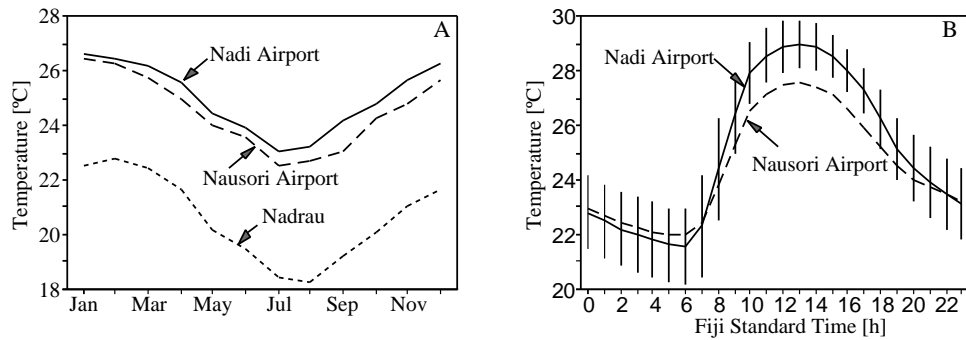 A
28
26
24
22
20
18
Temperature [ºC]
Nadi Airport
Nausori Airport
Nadrau
Jan Mar May Jul Sep Nov
B
30
28
26
24
22
20
Temperature [ºC]
Nadi Airport
Nausori Airport
0 2 4 6 8 10 12 14 16 18 20 22
Fiji Standard Time [h]